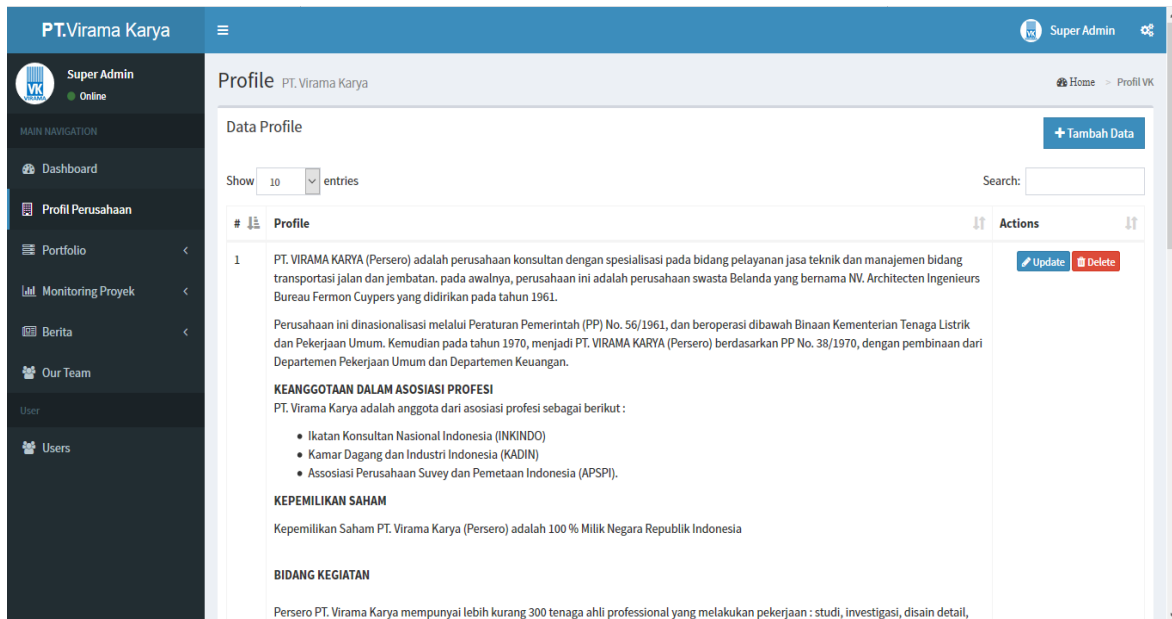 PT.Virama Karya
Super Admin
Super Admin
Online
VK
VIRAMA
MAIN NAVIGATION
Dashboard
Profil Perusahaan
Portfolio
Monitoring Proyek
Berita
Our Team
User
Users
Profile PT. Virama Karya
Home > Profil VK
Data Profile
Tambah Data
Show 10 entries
Search:
# Profile Actions
1
PT. VIRAMA KARYA (Persero) adalah perusahaan konsultan dengan spesialisasi pada bidang pelayanan jasa teknik dan manajemen bidang
transportasi jalan dan jembatan. pada awalnya, perusahaan ini adalah perusahaan swasta Belanda yang bernama NV. Architecten Ingenieurs
Bureau Fermon Cuypers yang didirikan pada tahun 1961.
Update Delete
Perusahaan ini dinasionalisasi melalui Peraturan Pemerintah (PP) No. 56/1961, dan beroperasi dibawah Binaan Kementerian Tenaga Listrik
dan Pekerjaan Umum. Kemudian pada tahun 1970, menjadi PT. VIRAMA KARYA (Persero) berdasarkan PP No. 38/1970, dengan pembinaan dari
Departemen Pekerjaan Umum dan Departemen Keuangan.
KEANGGOTAAN DALAM ASOSIASI PROFESI
PT. Virama Karya adalah anggota dari asosiasi profesi sebagai berikut :
• Ikatan Konsultan Nasional Indonesia (INKINDO)
• Kamar Dagang dan Industri Indonesia (KADIN)
• Assosiasi Perusahaan Suvey dan Pemetaan Indonesia (APSPI).
KEPEMILIKAN SAHAM
Kepemilikan Saham PT. Virama Karya (Persero) adalah 100 % Milik Negara Republik Indonesia
BIDANG KEGIATAN
Persero PT. Virama Karya mempunyai lebih kurang 300 tenaga ahli professional yang melakukan pekerjaan : studi, investigasi, disain detail,